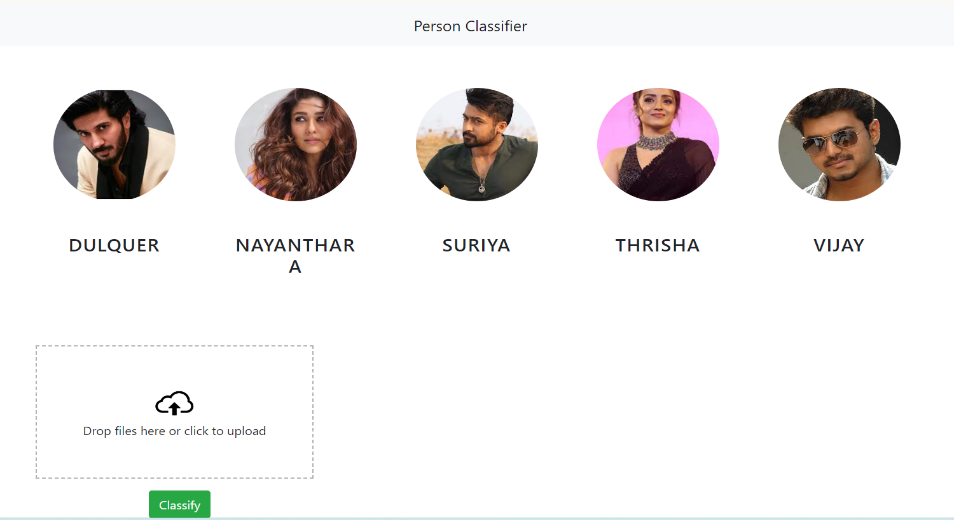 Person Classifier
DULQUER
NAYANTHAR
A
SURIYA
THRISHA
VIJAY
Drop files here or click to upload
Classify